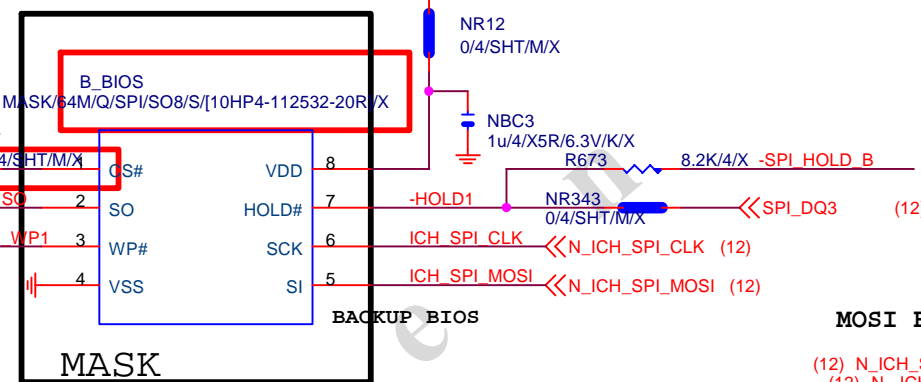 NR12
0/4/SHT/M/X
B_BIOS
MASK/64M/Q/SPI/SO8/S/[10HP4-112532-20R]/X
NBC3
1u/4/X5R/6.3V/K/X
4/SHT/M/X
1
CS#
VDD
8
R673
8.2K/4/X
-SPI_HOLD_B
SO
2
SO
HOLD#
7
-HOLD1
NR343
0/4/SHT/M/X
SPI_DQ3
(12
_WP1
3
WP#
SCK
6
ICH_SPI_CLK
N_ICH_SPI_CLK (12)
4
VSS
SI
5
ICH_SPI_MOSI
N_ICH_SPI_MOSI (12)
BACKUP BIOS
MOSI
MASK
(12) N_ICH_S
n
e